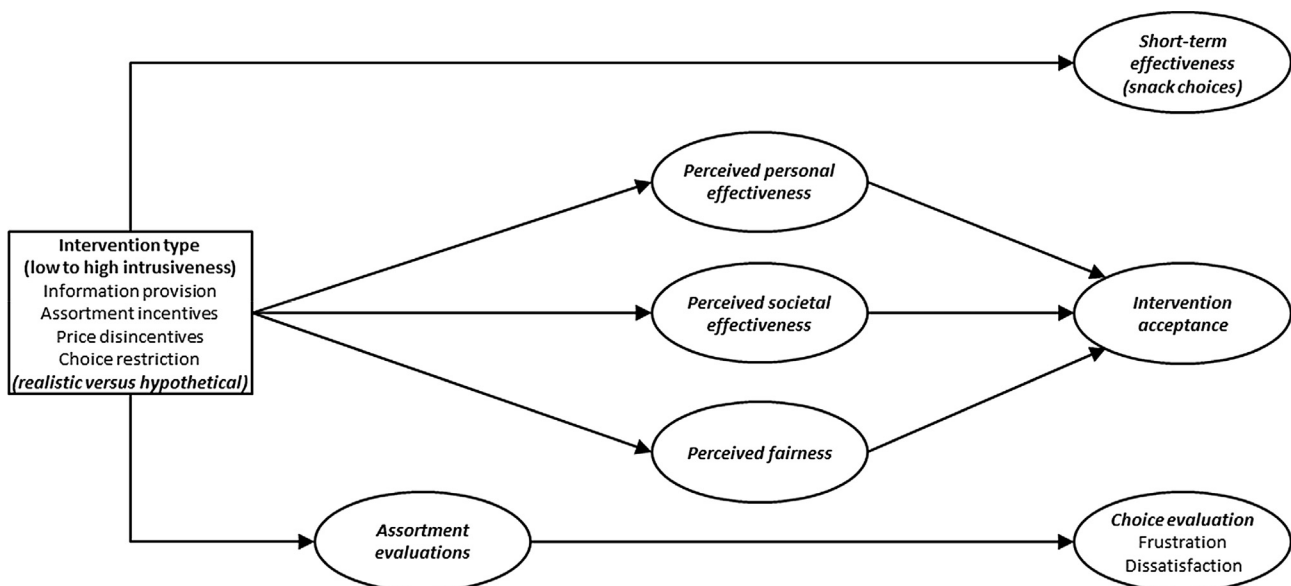 Short-term
effectiveness
(snack choices)
Perceived personal
effectiveness
Intervention type
(low to high intrusiveness)
Information provision
Assortment incentives
Price disincentives
Choice restriction
(realistic versus hypothetical)
Perceived societal
effectiveness
Intervention
acceptance
Perceived fairness
Assortment
evaluations
Choice evaluation
Frustration
Dissatisfaction